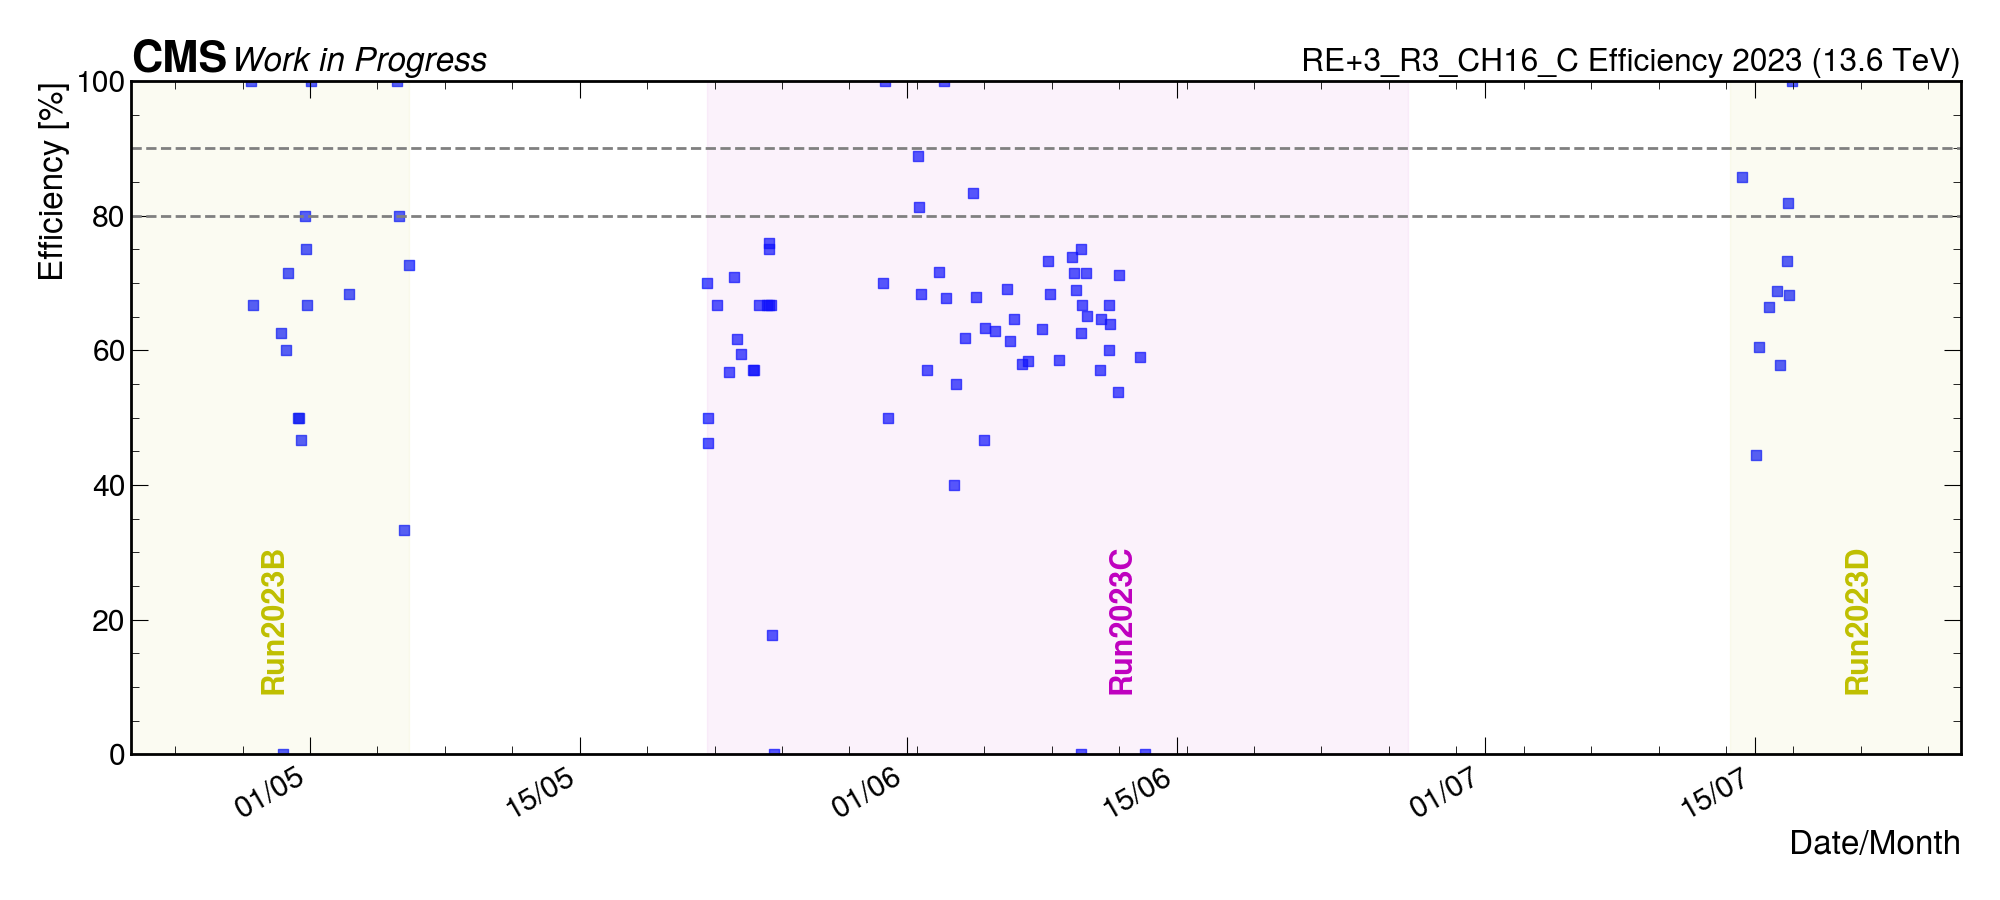 CMS Work in Progress
RE+3_R3_CH16_C Efficiency 2023 (13.6 TeV)
Efficiency [%]
100
80
60
40
20
0
Run2023B
Run2023C
Run2023D
01/05
15/05
01/06
15/06
01/07
15/07
Date/Month